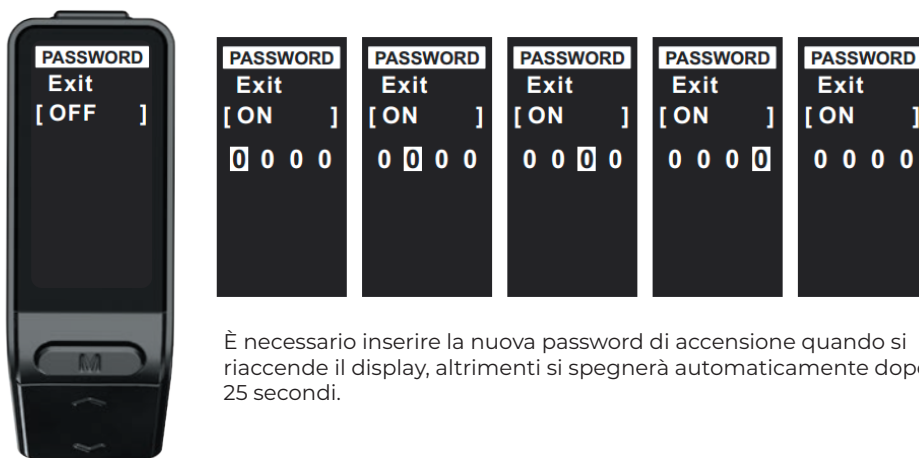 PASSWORD
Exit
[ OFF ]
M
PASSWORD
Exit
[ ON ]
0 0 0 0
PASSWORD
Exit
[ ON ]
0 0 0 0
PASSWORD
Exit
[ ON ]
0 0 0 0
PASSWORD
Exit
[ ON ]
0 0 0 0
PASSWORD
Exit
[ ON ]
0 0 0 0
È necessario inserire la nuova password di accensione quando si
riaccende il display, altrimenti si spegnerà automaticamente dopo
25 secondi.